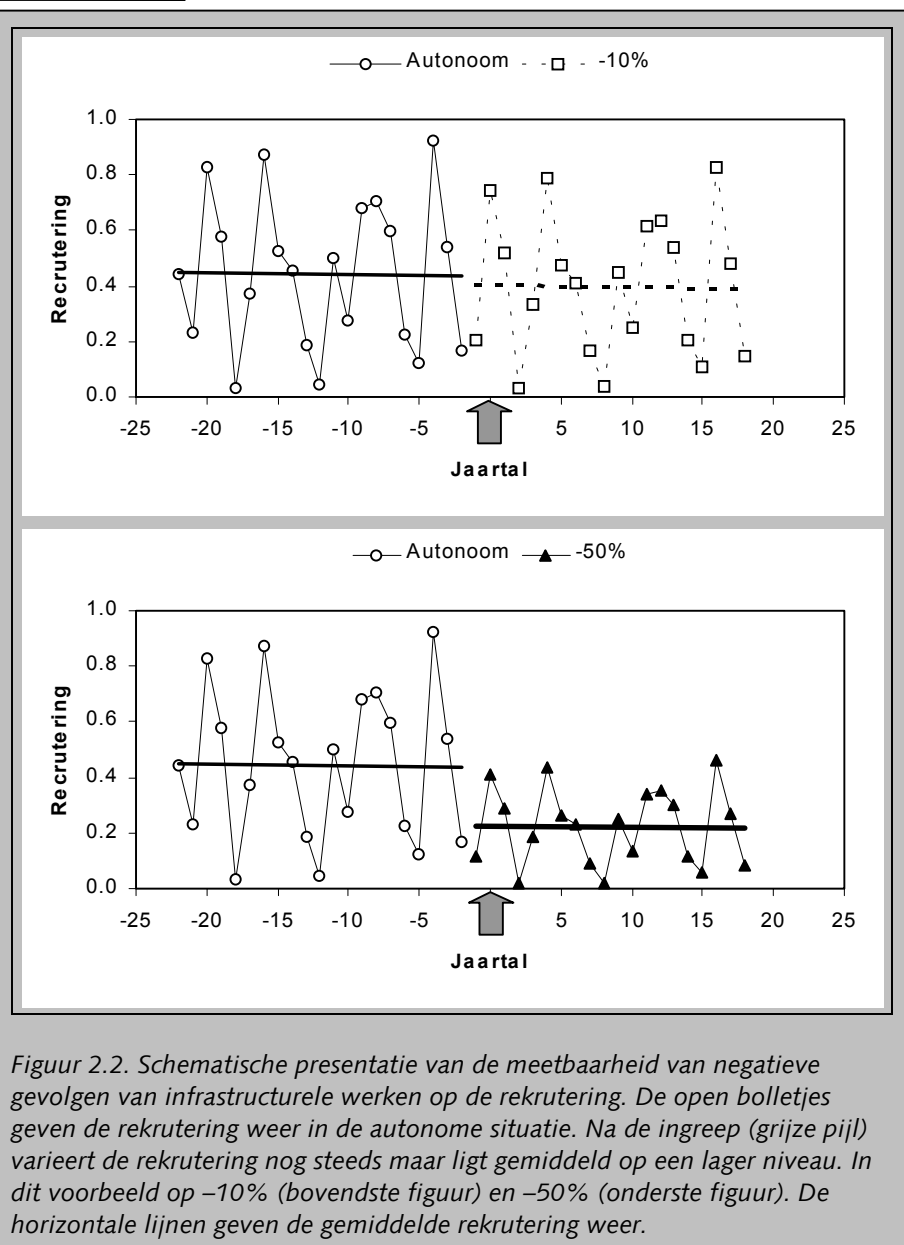 Autonoom -10%
1.0
0.8
0.6
0.4
0.2
0.0
Recrutering
-25 -20 -15 -10 -5 5 10 15 20 25
Jaartal
Autonoom -50%
1.0
0.8
0.6
0.4
0.2
0.0
Recrutering
-25 -20 -15 -10 -5 5 10 15 20 25
Jaartal
Figuur 2.2. Schematische presentatie van de meetbaarheid van negatieve
gevolgen van infrastructurele werken op de rekrutering. De open bolletjes
geven de rekrutering weer in de autonome situatie. Na de ingreep (grijze pijl)
varieert de rekrutering nog steeds maar ligt gemiddeld op een lager niveau. In
dit voorbeeld op –10% (bovendste figuur) en –50% (onderste figuur). De
horizontale lijnen geven de gemiddelde rekrutering weer.